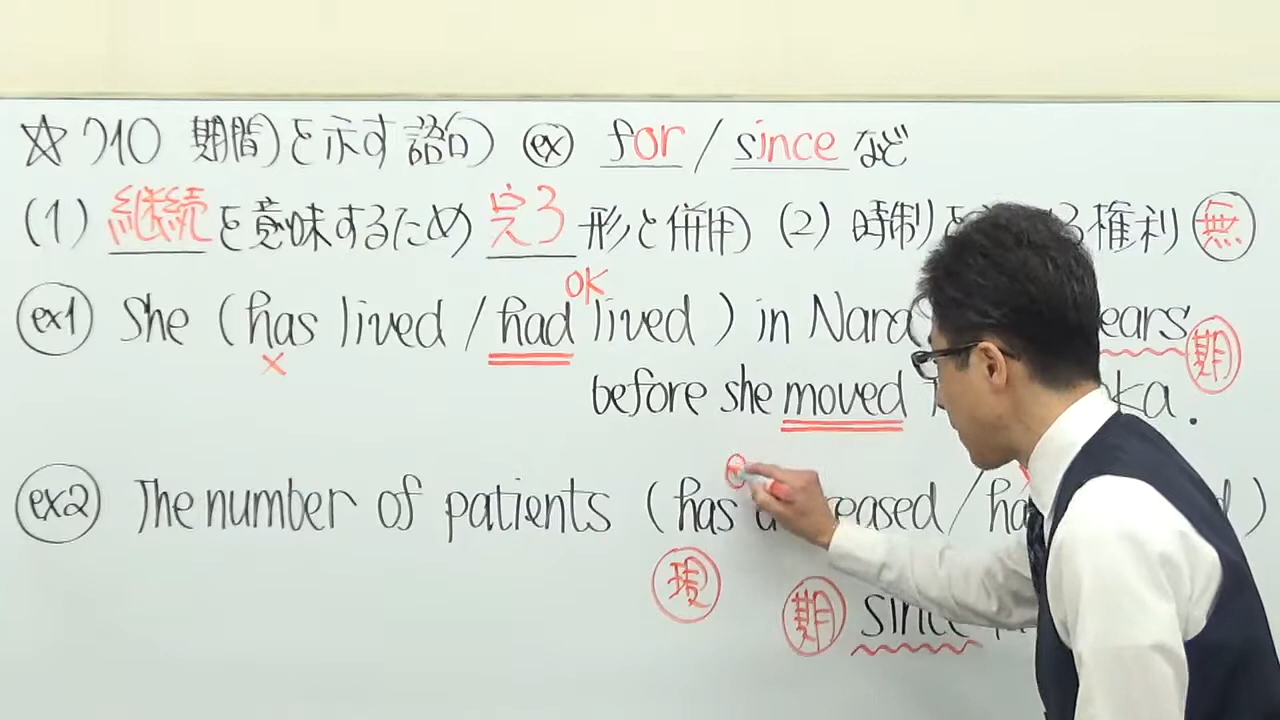 ☆ 710 期間を示す語句 ex for / since など
(1) 継続を意味するため完了形と併用 (2) 時制を 権利 無
OK
ex1 She (has lived / had lived) in Nara ears 期
×
before she moved ka.
ex2 The number of patients (has eased / ha d)
現 期 since